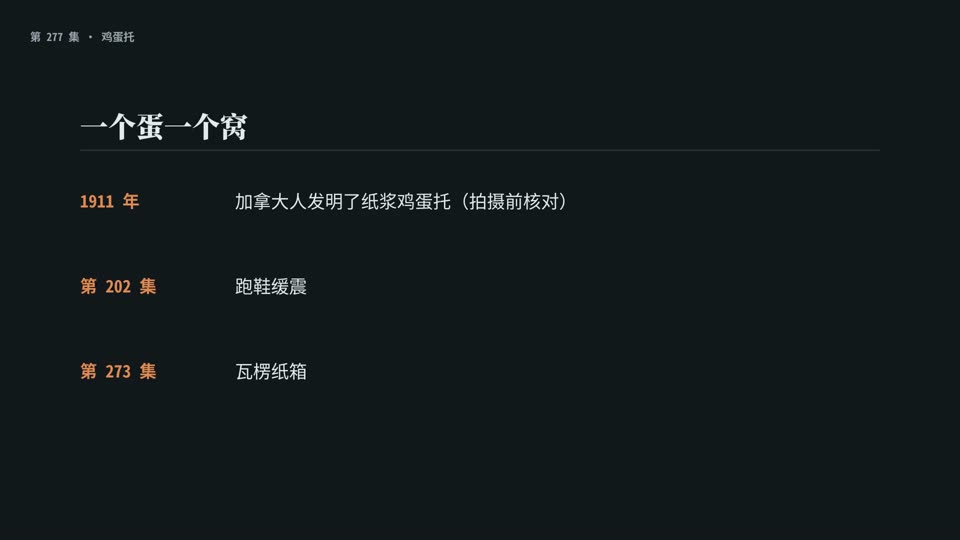 第 277 集 · 鸡蛋托
一个蛋一个窝
1911 年 加拿大人发明了纸浆鸡蛋托（拍摄前核对）
第 202 集 跑鞋缓震
第 273 集 瓦楞纸箱